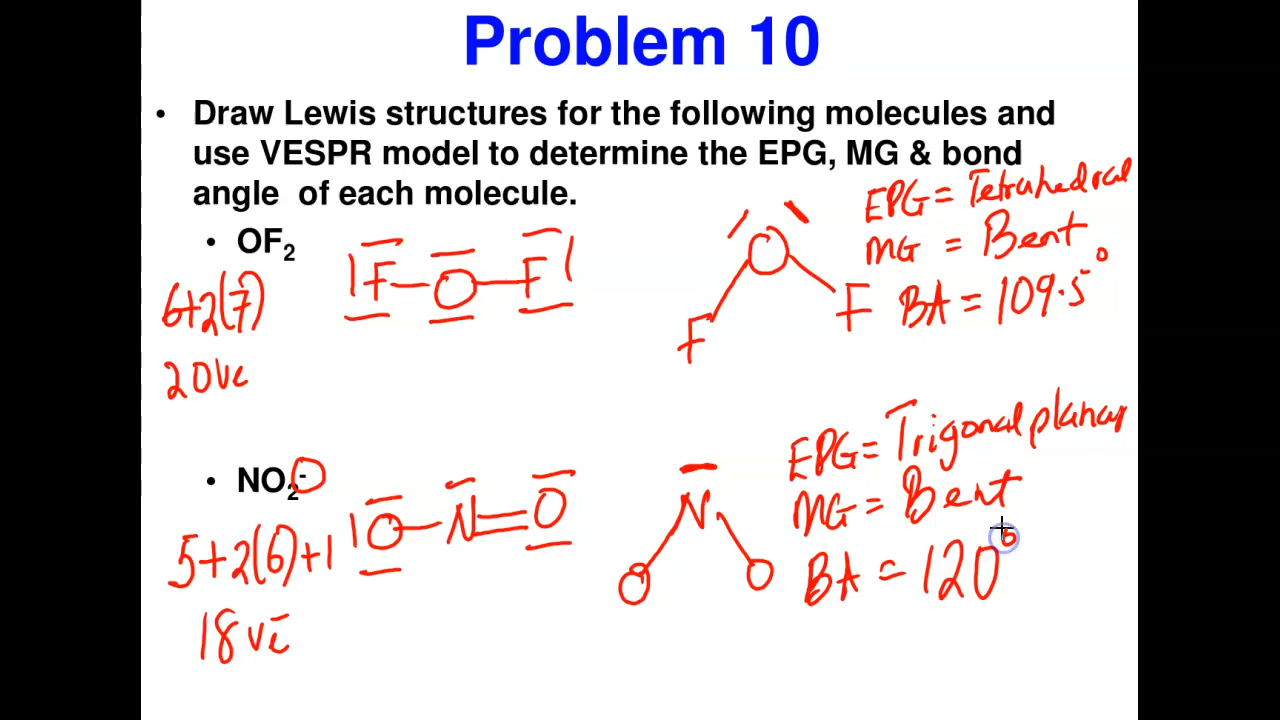 Problem 10
• Draw Lewis structures for the following molecules and
use VESPR model to determine the EPG, MG & bond
angle of each molecule.
• OF2
6+2(7)
20ve
F–O–F
O
F F
EPG = Tetrahedral
MG = Bent
BA = 109.5°
• NO2-
5+2(6)+1
18ve
O–N=O
N
O O
EPG = Trigonal planar
MG = Bent
BA = 120°